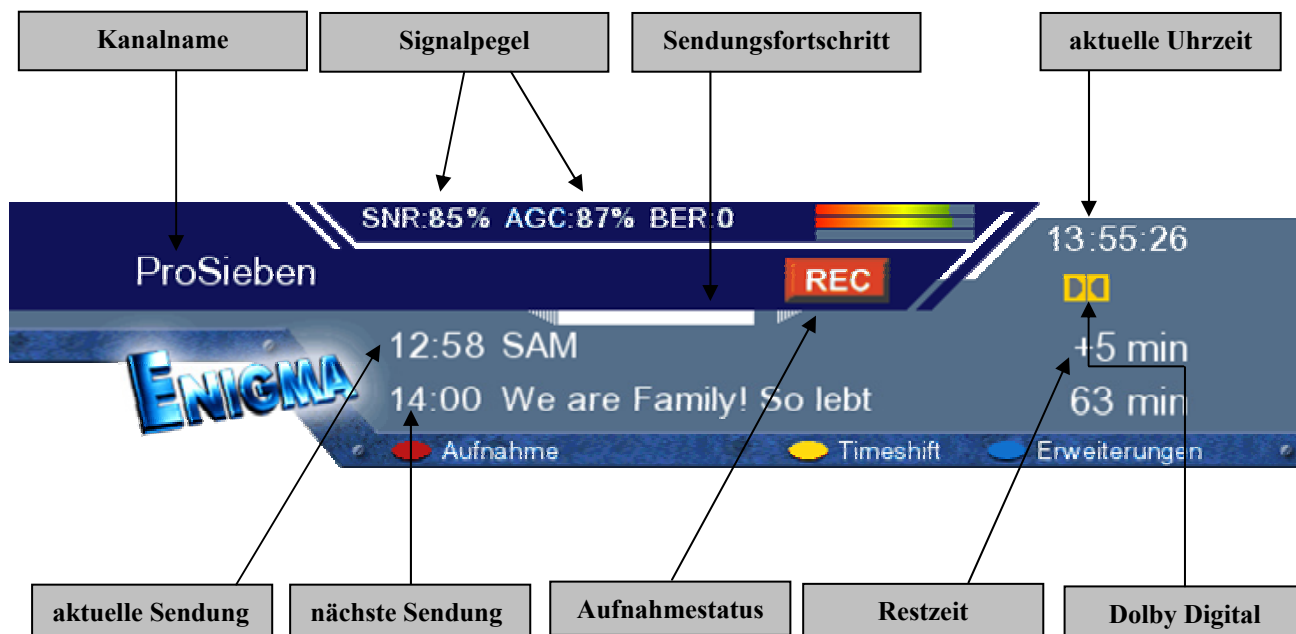 Kanalname
Signalpegel
Sendungsfortschritt
aktuelle Uhrzeit
SNR:85% AGC:87% BER:0
13:55:26
ProSieben
REC
12:58 SAM
+5 min
ENIGMA
14:00 We are Family! So lebt
63 min
Aufnahme
Timeshift
Erweiterungen
aktuelle Sendung
nächste Sendung
Aufnahmestatus
Restzeit
Dolby Digital